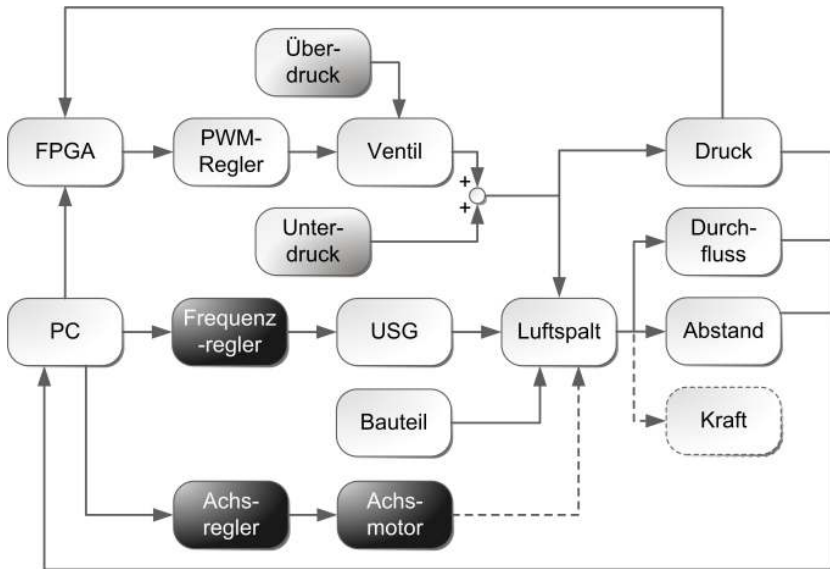 Über-
druck
FPGA
PWM-
Regler
Ventil
Druck
+
+
Unter-
druck
Durch-
fluss
PC
Frequenz
-regler
USG
Luftspalt
Abstand
Bauteil
Kraft
Achs-
regler
Achs-
motor